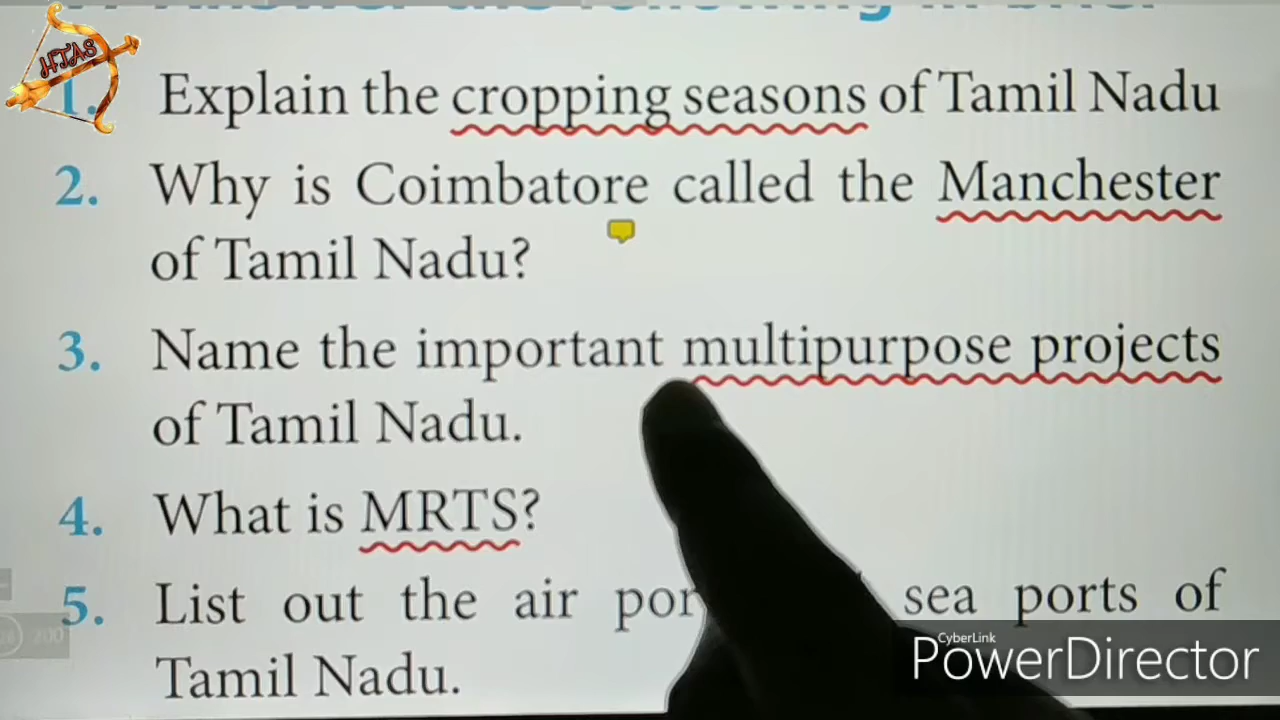 HTAS
1. Explain the cropping seasons of Tamil Nadu
2. Why is Coimbatore called the Manchester
of Tamil Nadu?
3. Name the important multipurpose projects
of Tamil Nadu.
4. What is MRTS?
5. List out the air sea ports of
Tamil Nadu.
CyberLink
PowerDirector